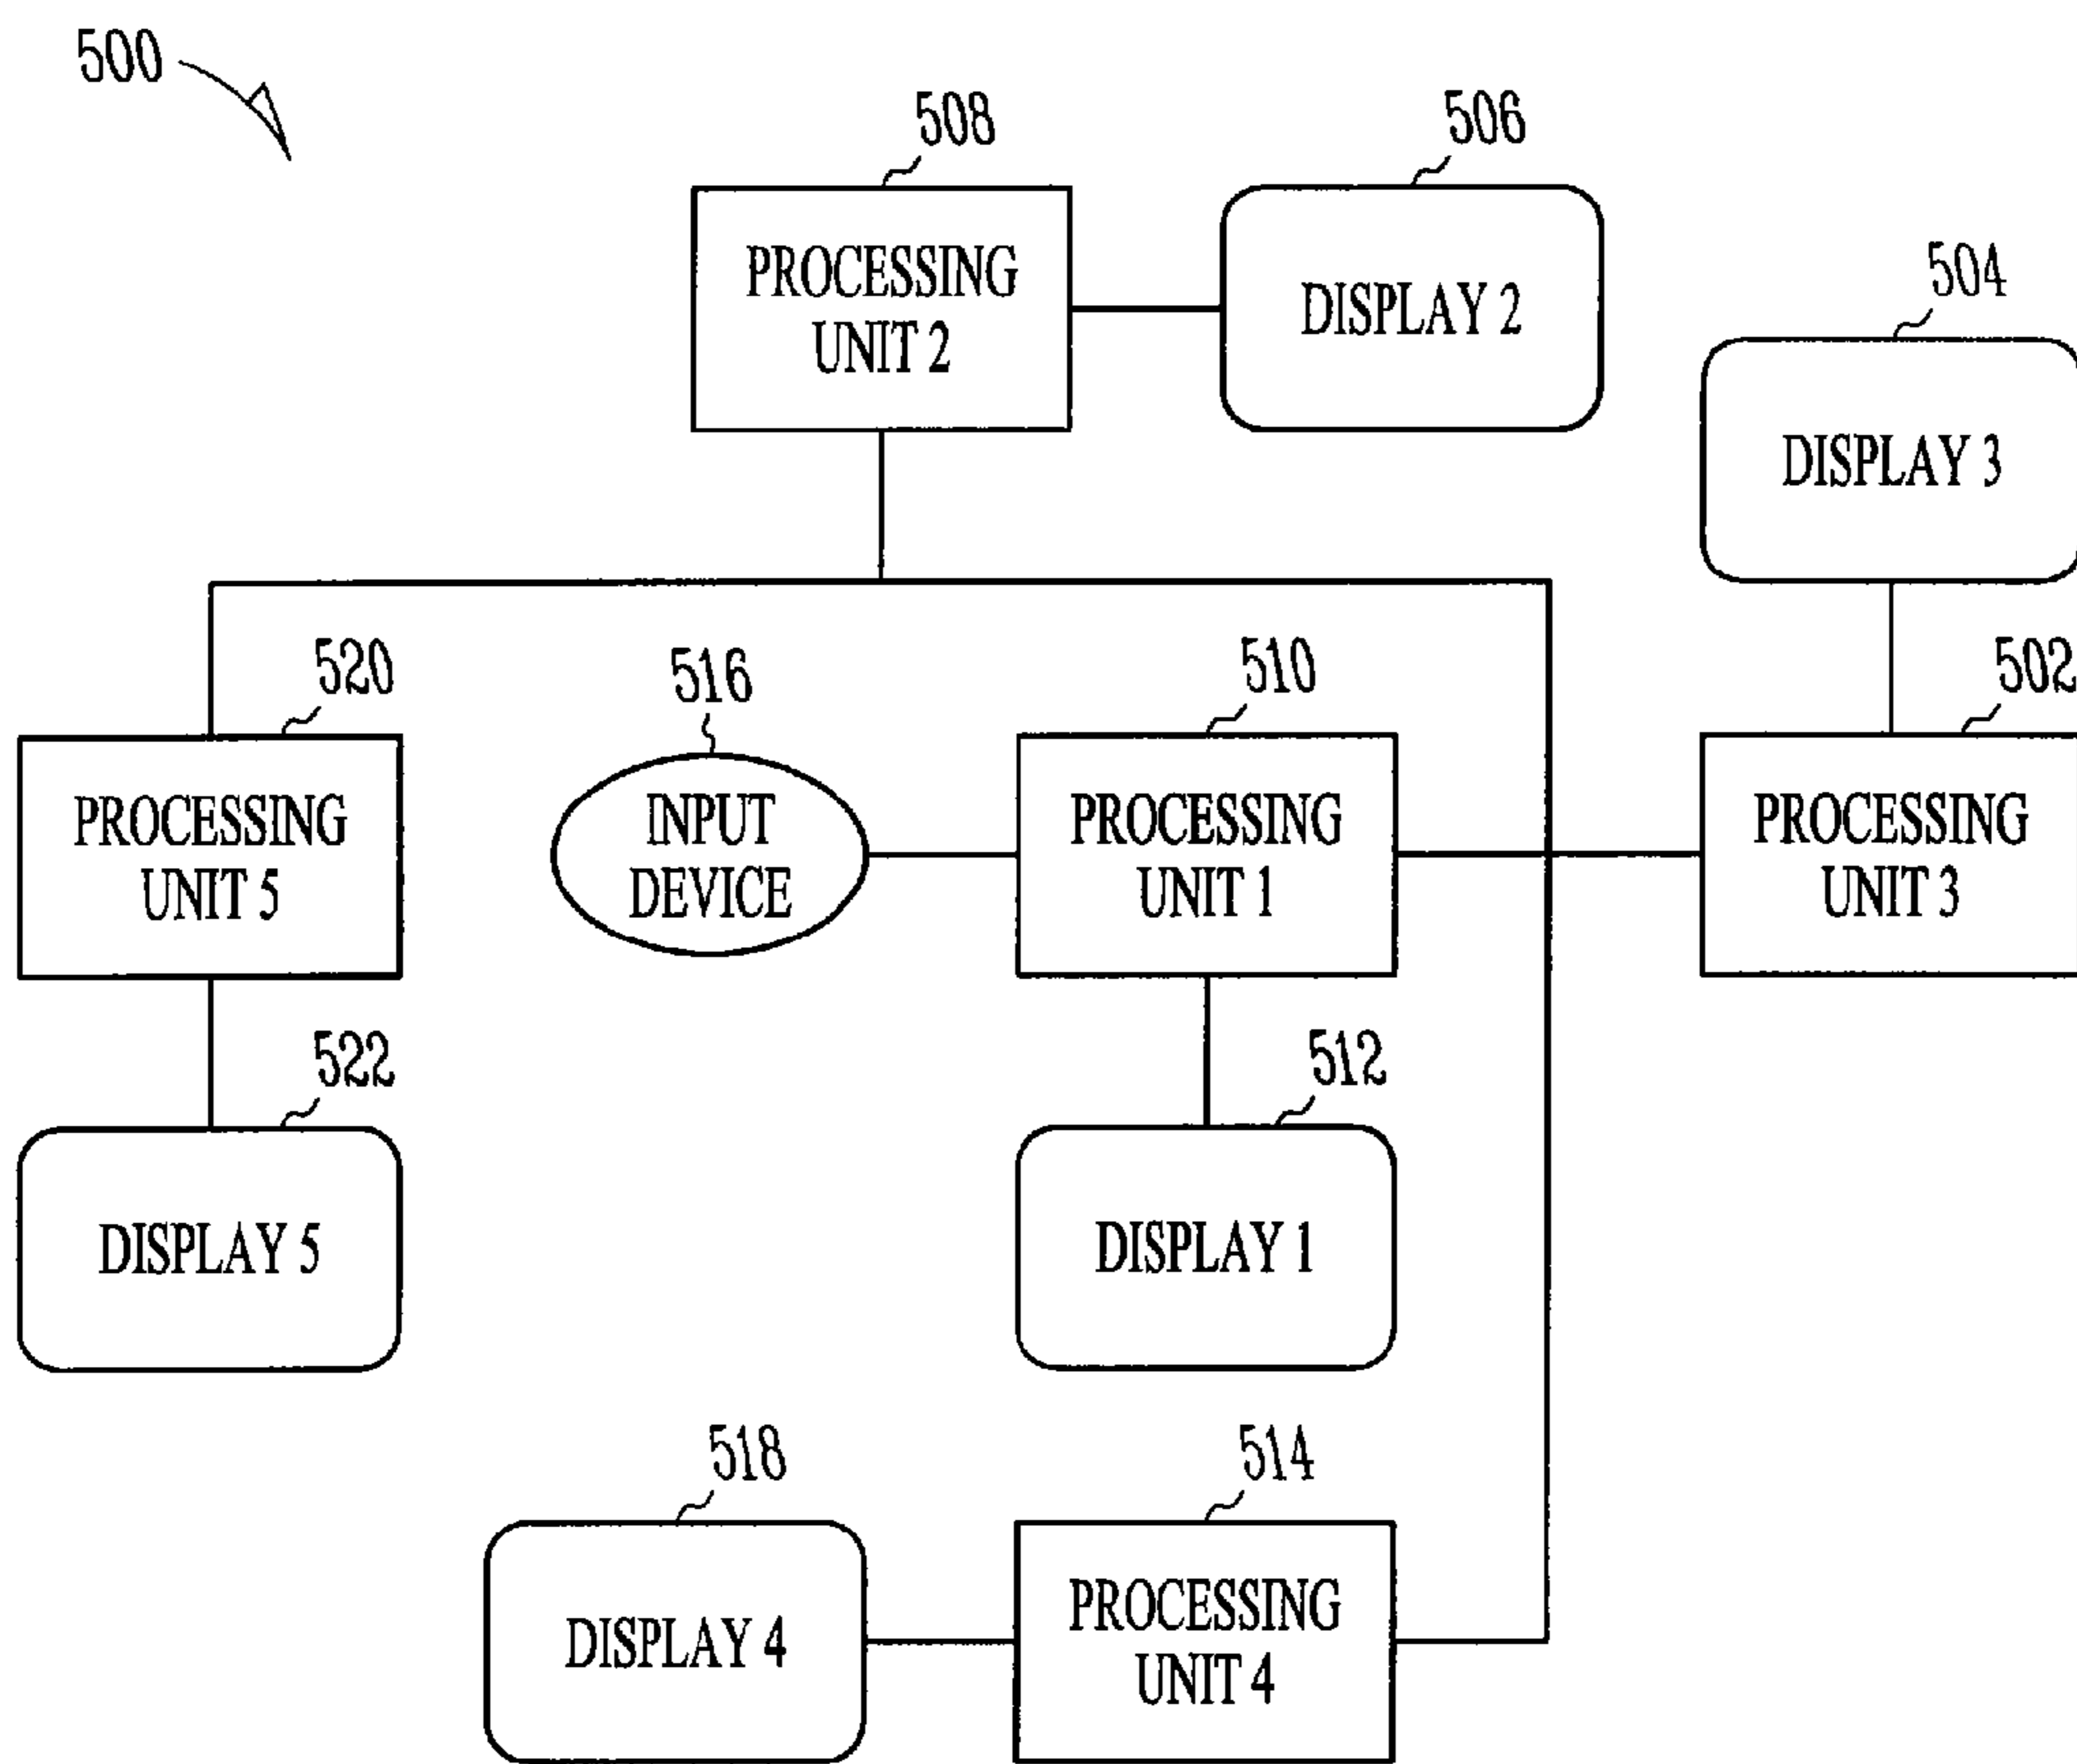 500
508
506
PROCESSING
UNIT 2
DISPLAY 2
504
DISPLAY 3
520
516
510
502
PROCESSING
UNIT 5
INPUT
DEVICE
PROCESSING
UNIT 1
PROCESSING
UNIT 3
522
512
DISPLAY 5
DISPLAY 1
518
514
DISPLAY 4
PROCESSING
UNIT 4